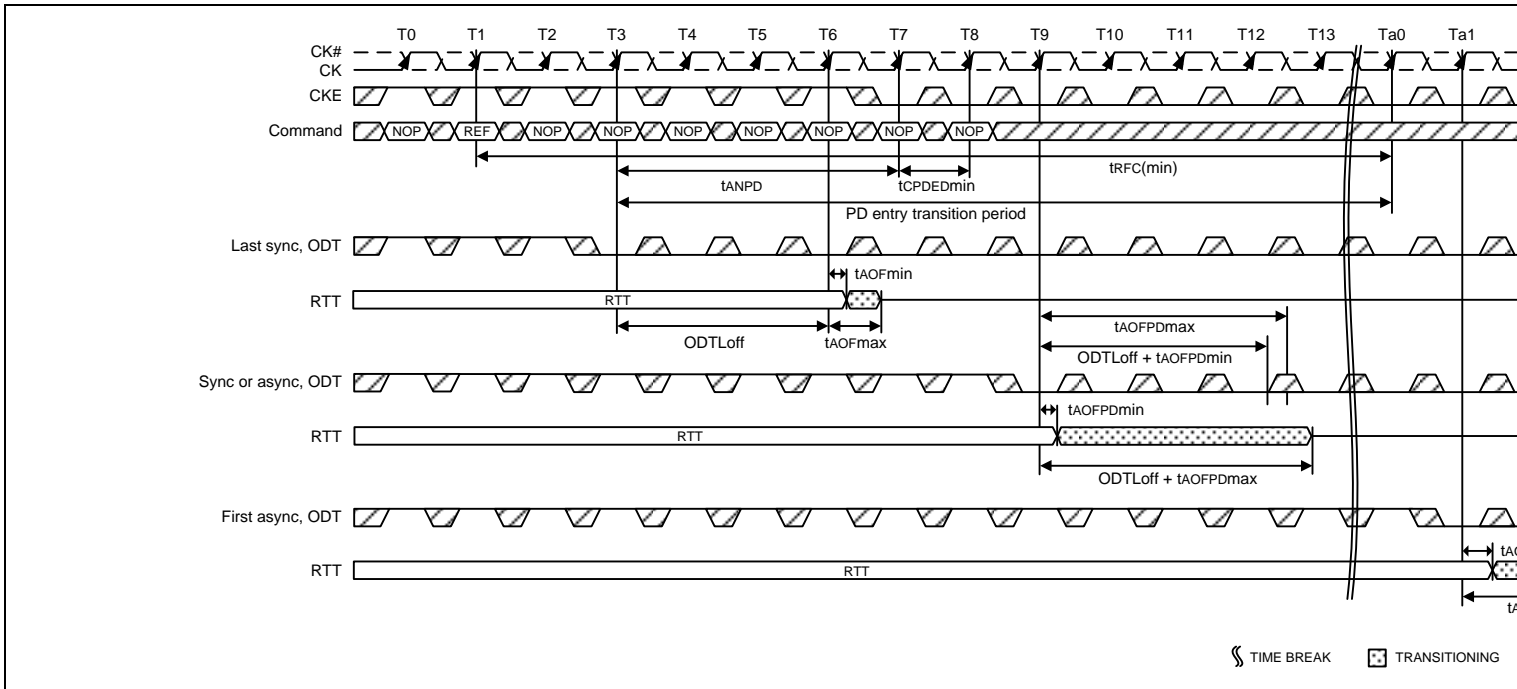 T0 T1 T2 T3 T4 T5 T6 T7 T8 T9 T10 T11 T12 T13 Ta0 Ta1
CK#
CK
CKE
Command NOP REF NOP NOP NOP NOP NOP NOP NOP
tRFC(min)
tANPD tCPDEDmin
PD entry transition period
Last sync, ODT
tAOFmin
RTT RTT
ODTLoff tAOFmax
tAOFPDmax
ODTLoff + tAOFPDmin
Sync or async, ODT
tAOFPDmin
RTT RTT
ODTLoff + tAOFPDmax
First async, ODT
RTT RTT
TIME BREAK TRANSITIONING